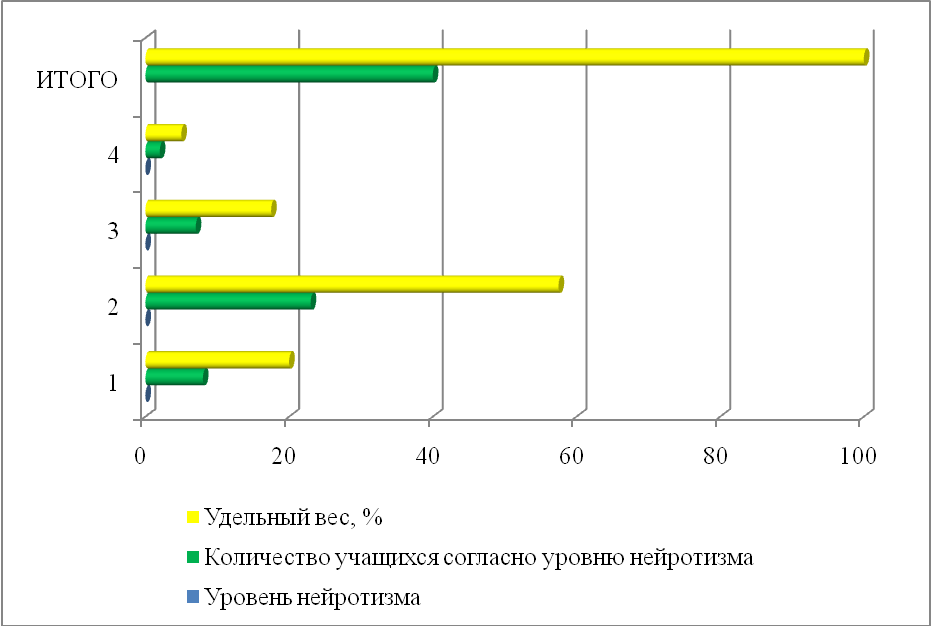 ИТОГО
4
3
2
1
0 20 40 60 80 100
Удельный вес, %
Количество учащихся согласно уровню нейротизма
Уровень нейротизма